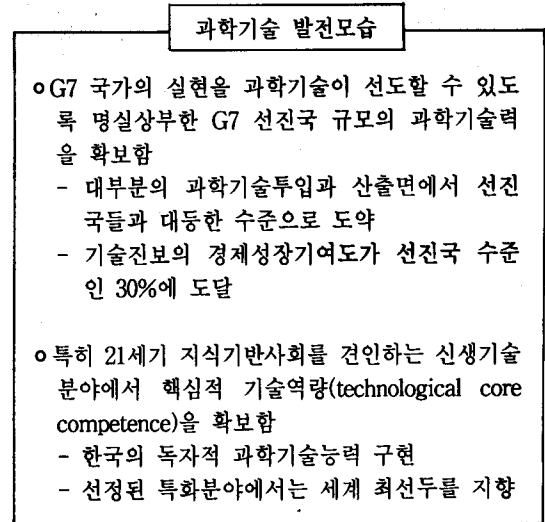 과학기술 발전모습
o G7 국가의 실현을 과학기술이 선도할 수 있도
록 명실상부한 G7 선진국 규모의 과학기술력
을 확보함
- 대부분의 과학기술투입과 산출면에서 선진
국들과 대등한 수준으로 도약
- 기술진보의 경제성장기여도가 선진국 수준
인 30%에 도달
o 특히 21세기 지식기반사회를 견인하는 신생기술
분야에서 핵심적 기술역량(technological core
competence)을 확보함
- 한국의 독자적 과학기술능력 구현
- 선정된 특화분야에서는 세계 최선두를 지향